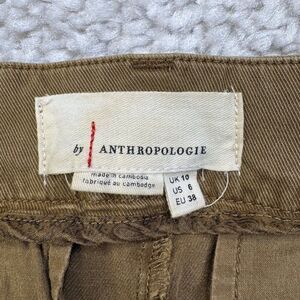 by ANTHROPOLOGIE
made in cambodia
fabriqué au cambodge
UK 10
US 6
EU 38